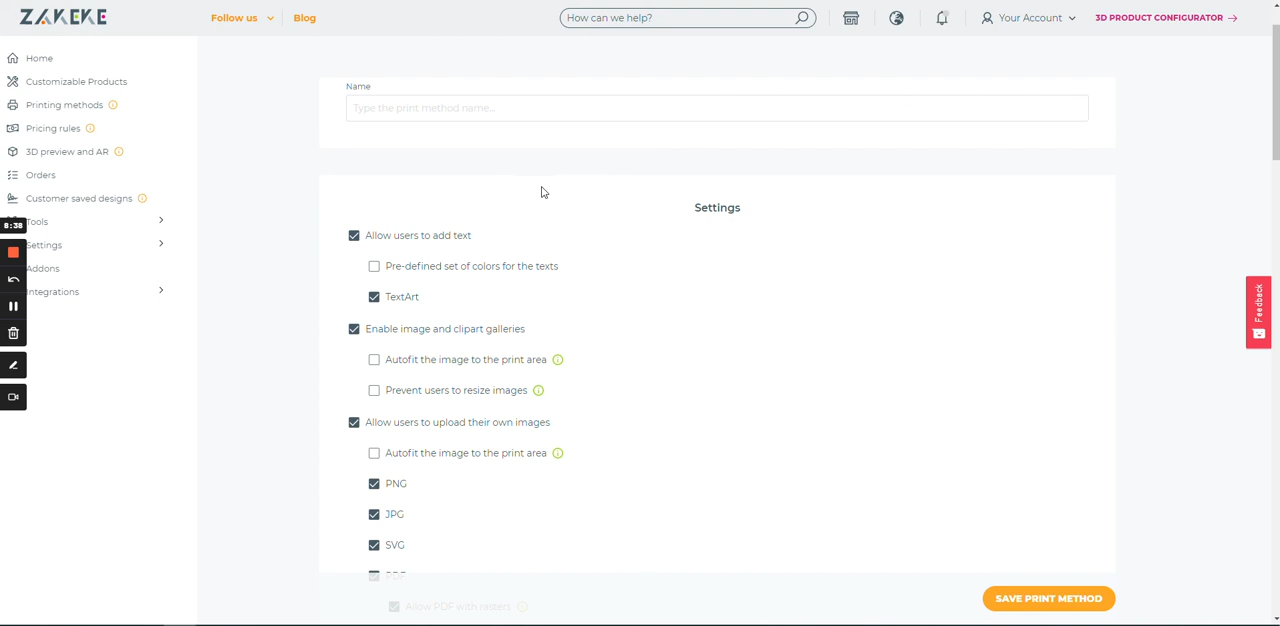 ZAKEKE
Follow us
Blog
How can we help?
Your Account
3D PRODUCT CONFIGURATOR
Home
Customizable Products
Printing methods
Pricing rules
3D preview and AR
Orders
Customer saved designs
Tools
Settings
Addons
Integrations
8:38
Name
Type the print method name...
Settings
Allow users to add text
Pre-defined set of colors for the texts
TextArt
Enable image and clipart galleries
Autofit the image to the print area
Prevent users to resize images
Allow users to upload their own images
Autofit the image to the print area
PNG
JPG
SVG
PDF
Allow PDF with rasters
SAVE PRINT METHOD
Feedback